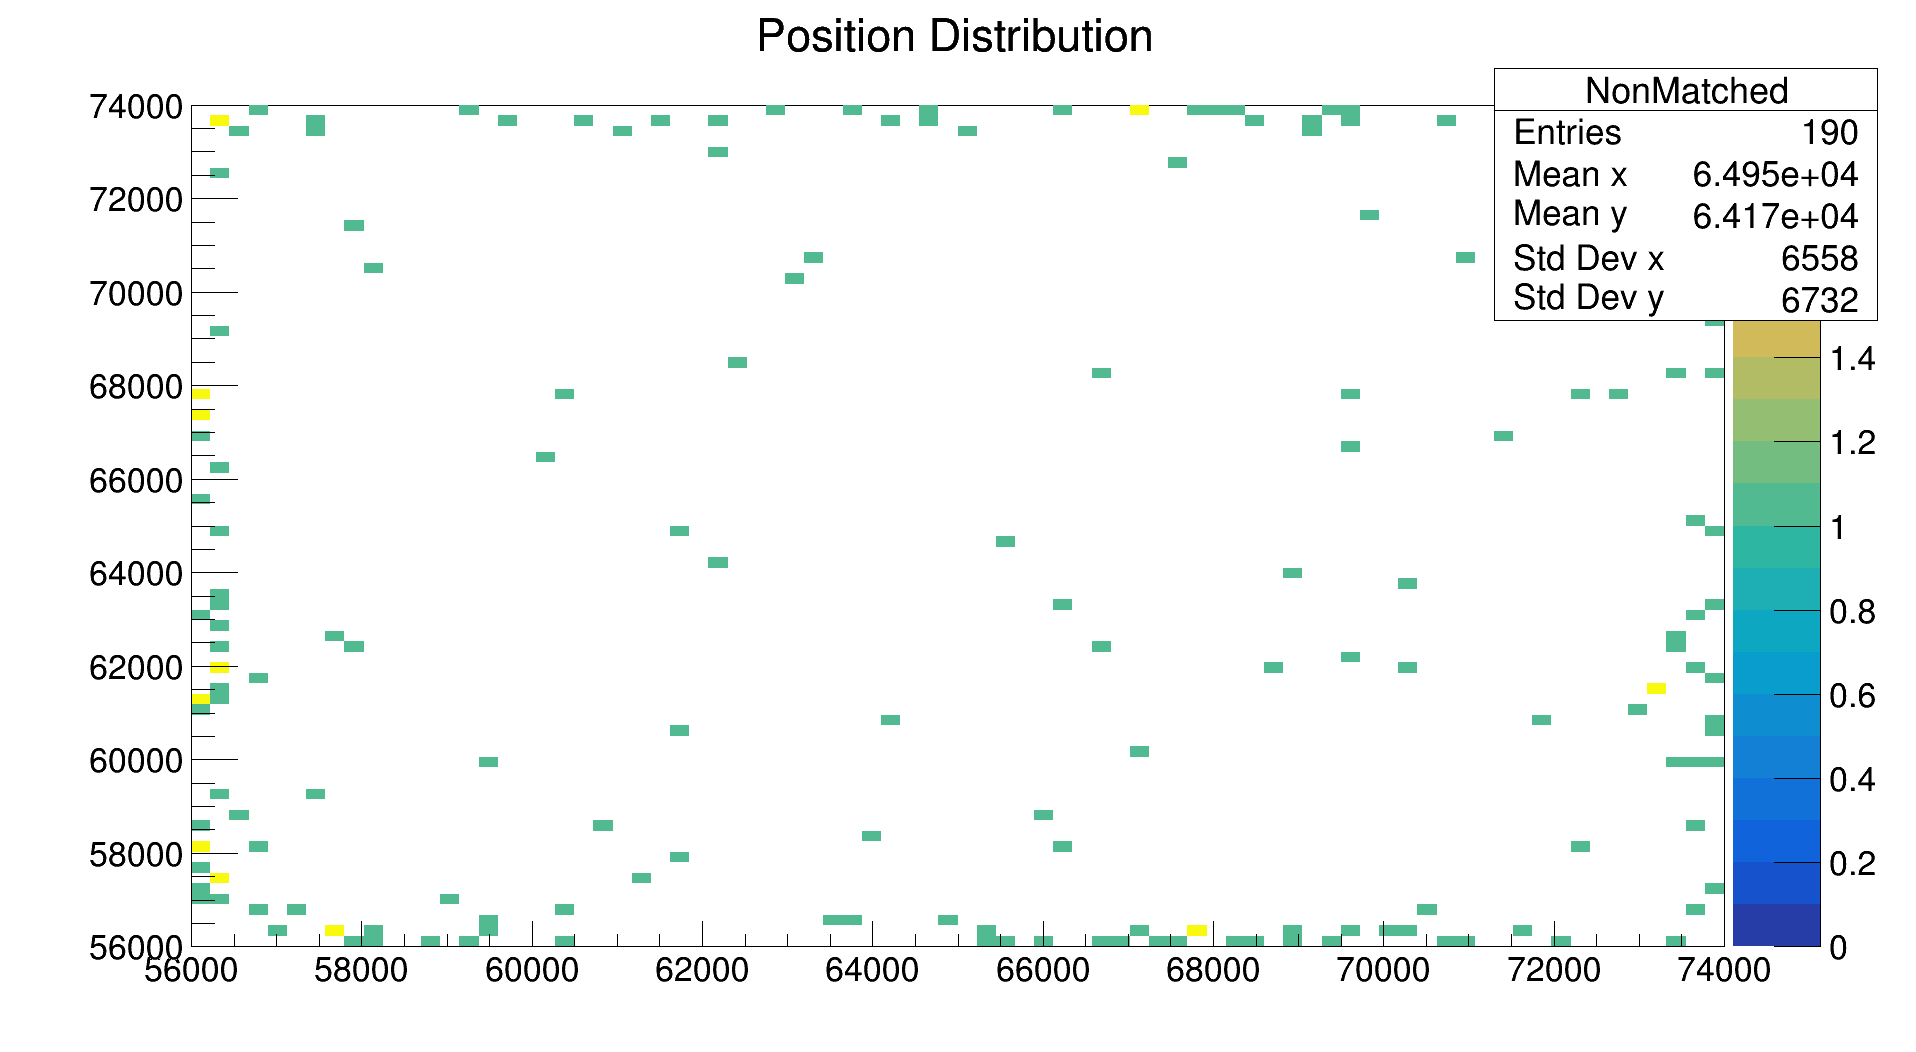 Position Distribution
NonMatched
Entries 190
Mean x 6.495e+04
Mean y 6.417e+04
Std Dev x 6558
Std Dev y 6732
74000
72000
70000
68000
66000
64000
62000
60000
58000
56000
56000 58000 60000 62000 64000 66000 68000 70000 72000 74000
1.4
1.2
1
0.8
0.6
0.4
0.2
0